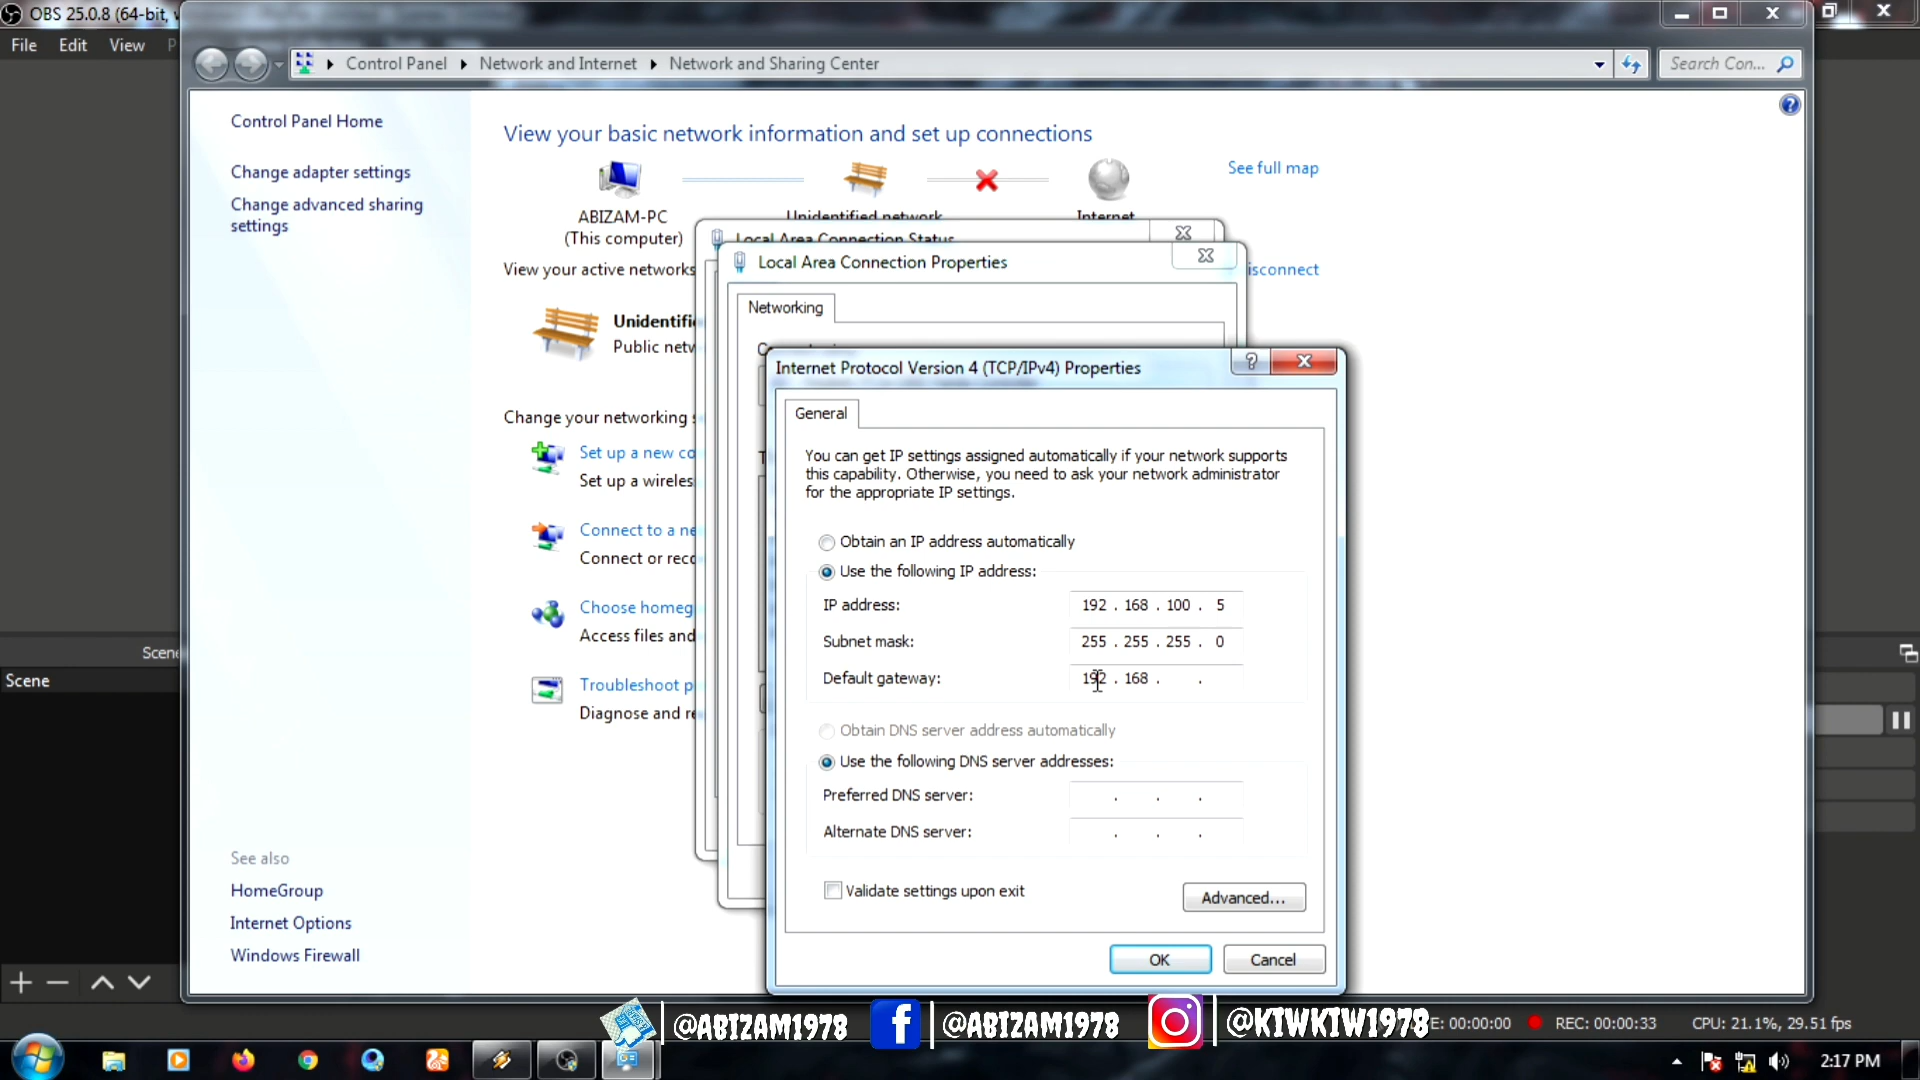 OBS 25.0.8 (64-bit,
File Edit View P
Control Panel Network and Internet Network and Sharing Center
Search Con...
Control Panel Home
Change adapter settings
Change advanced sharing
settings
View your basic network information and set up connections
See full map
ABIZAM-PC
(This computer)
Unidentified network
Internet
View your active networks
isconnect
Unidentifi
Public netw
Change your networking s
Set up a new co
Set up a wireles
Connect to a ne
Connect or reco
Choose homeg
Access files and
Troubleshoot p
Diagnose and re
See also
HomeGroup
Internet Options
Windows Firewall
Local Area Connection Status
Local Area Connection Properties
Networking
Internet Protocol Version 4 (TCP/IPv4) Properties
General
You can get IP settings assigned automatically if your network supports
this capability. Otherwise, you need to ask your network administrator
for the appropriate IP settings.
Obtain an IP address automatically
Use the following IP address:
IP address: 192 . 168 . 100 . 5
Subnet mask: 255 . 255 . 255 . 0
Default gateway: 192 . 168 . .
Obtain DNS server address automatically
Use the following DNS server addresses:
Preferred DNS server: . . .
Alternate DNS server: . . .
Validate settings upon exit
Advanced...
OK Cancel
Scene
Scene
@ABIZAM1978 @ABIZAM1978 @KIWKIW1978
E: 00:00:00 REC: 00:00:33 CPU: 21.1%, 29.51 fps
2:17 PM